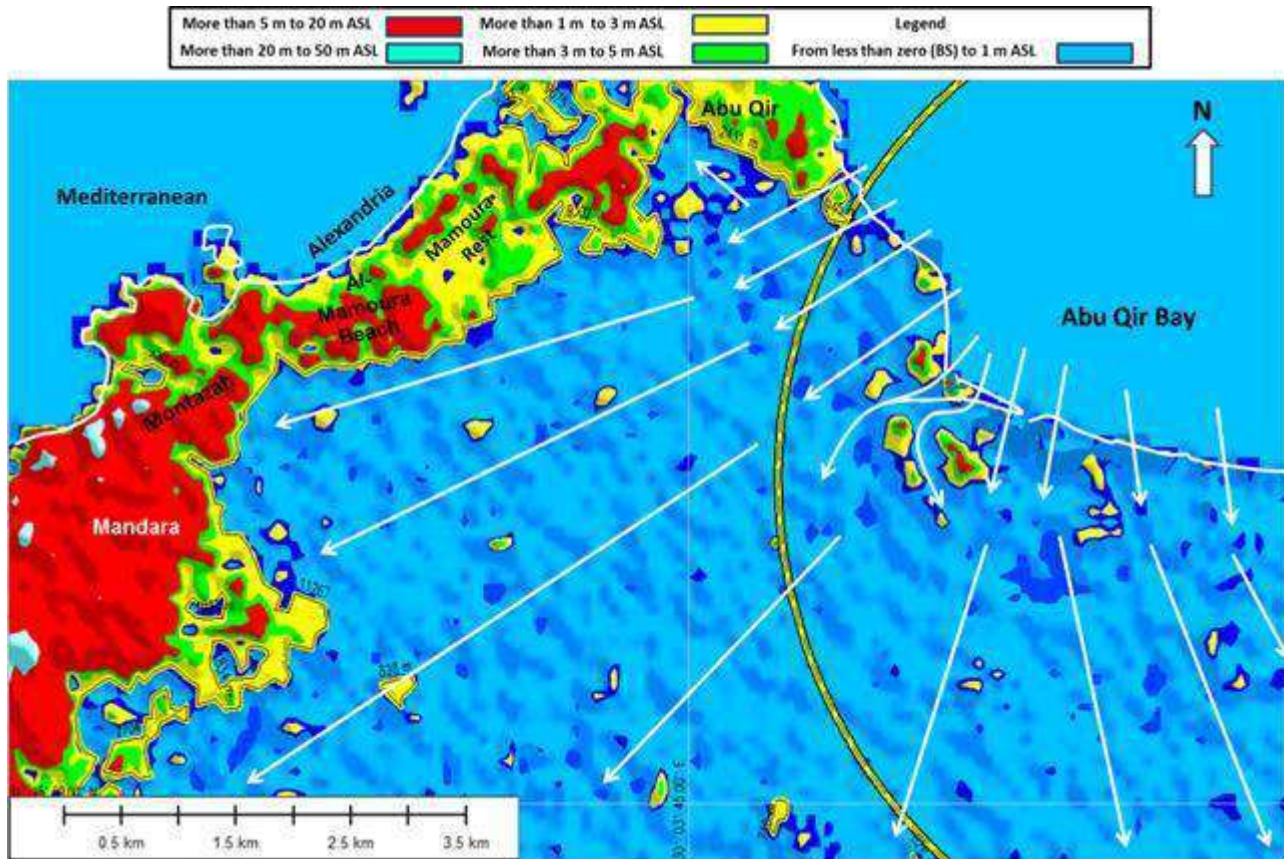 More than 5 m to 20 m ASL
More than 1 m to 3 m ASL
Legend
More than 20 m to 50 m ASL
More than 3 m to 5 m ASL
From less than zero (BS) to 1 m ASL
Abu Qir
N
Mediterranean
Alexandria
Mamoura
Rest
Al-
Mamoura
Beach
Abu Qir Bay
Montazah
Mandara
0.5 km
1.5 km
2.5 km
3.5 km